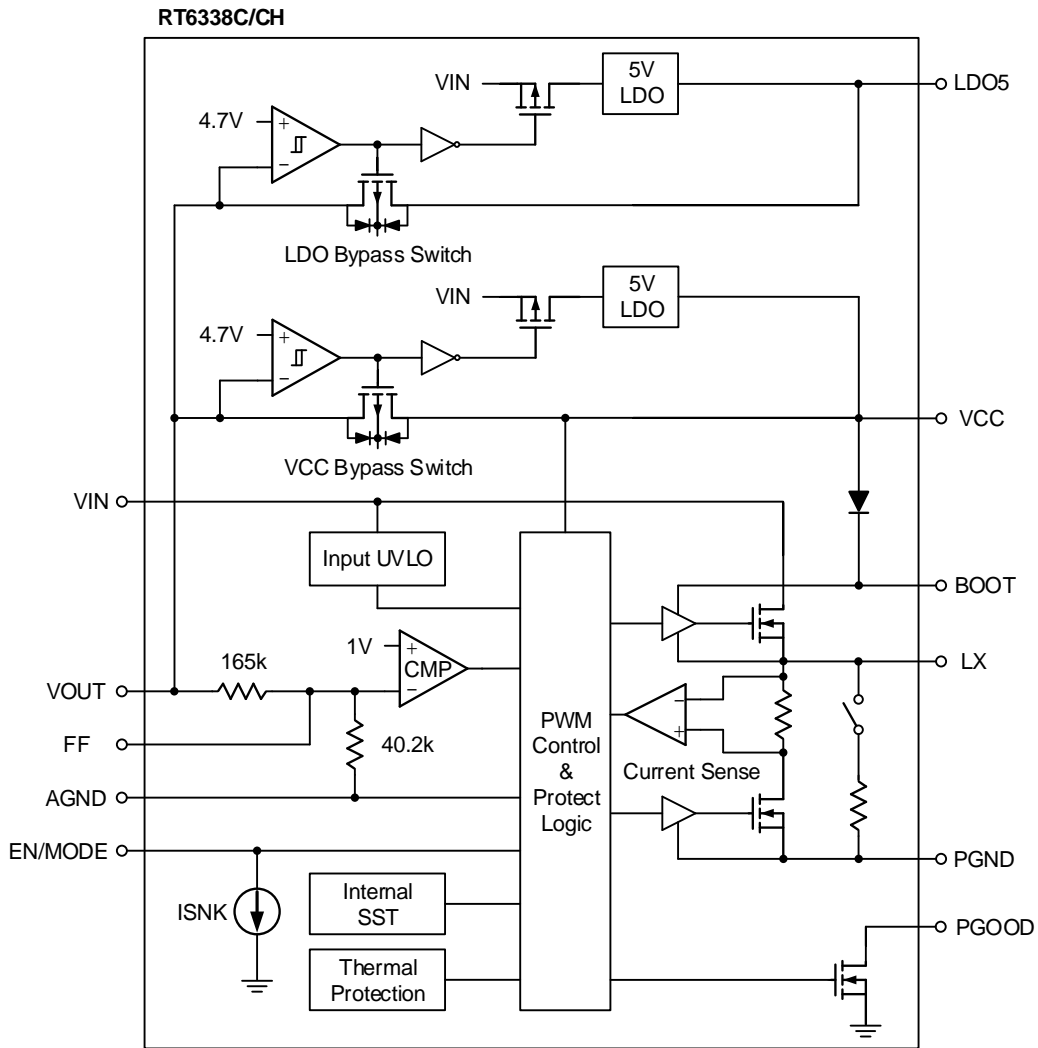 RT6338C/CH
VIN
5V
LDO
LDO5
4.7V
+
−
LDO Bypass Switch
VIN
5V
LDO
4.7V
+
−
VCC
VCC Bypass Switch
VIN
Input UVLO
BOOT
1V
+
CMP
−
165k
LX
VOUT
FF
40.2k
PWM
Control
&
Protect
Logic
−
+
Current Sense
AGND
EN/MODE
PGND
ISNK
Internal
SST
PGOOD
Thermal
Protection